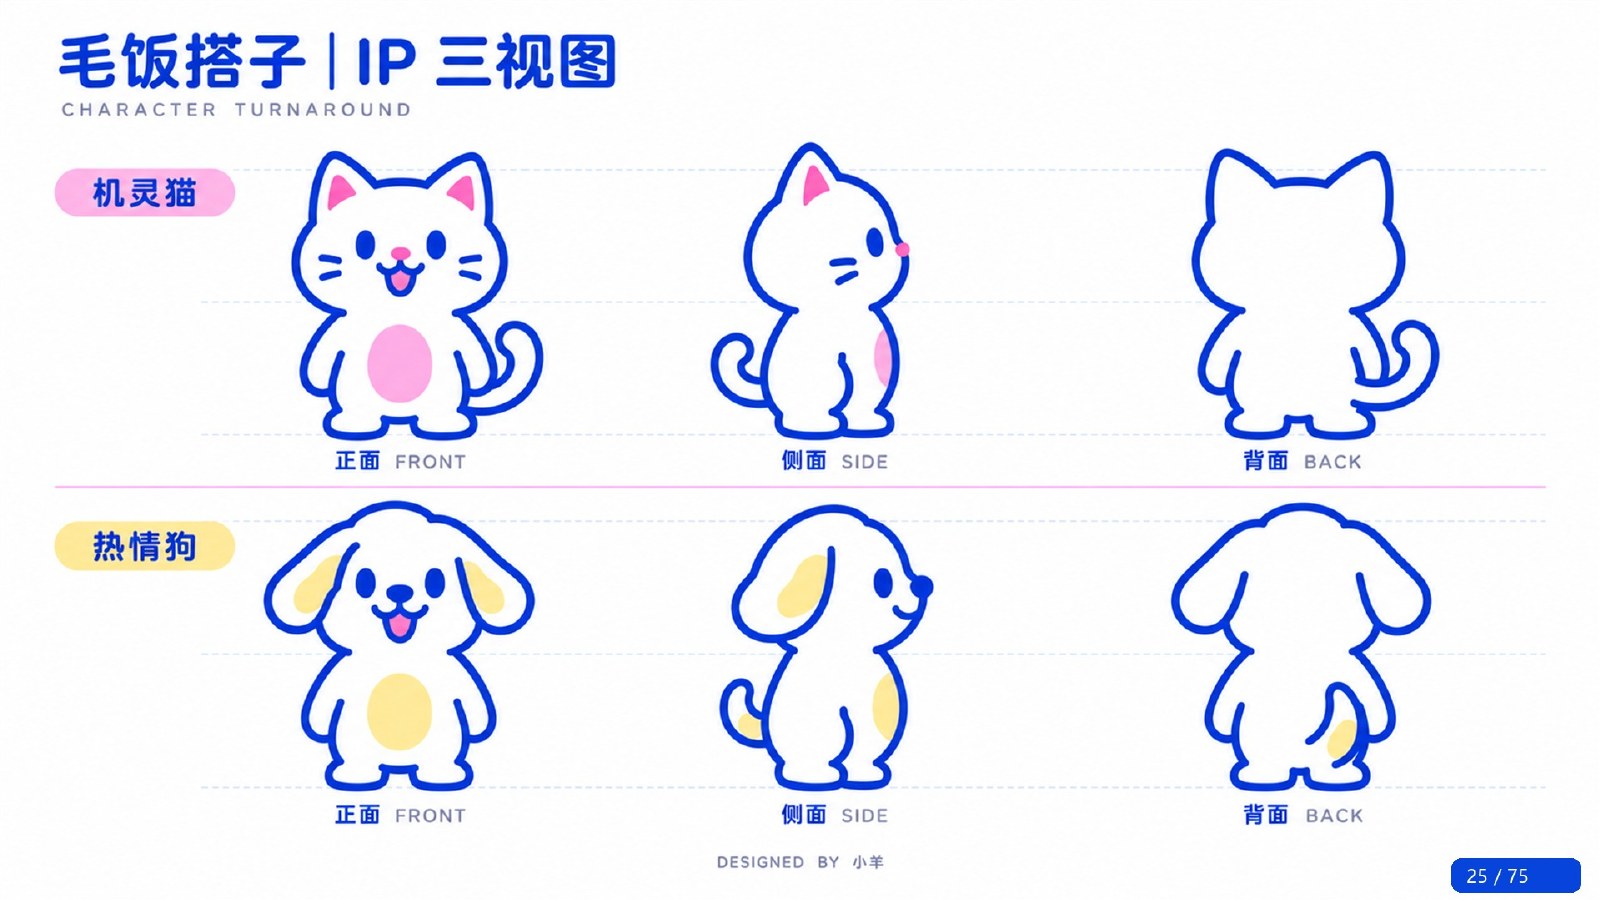 毛饭搭子 | IP 三视图
CHARACTER TURNAROUND
机灵猫
正面 FRONT
侧面 SIDE
背面 BACK
热情狗
正面 FRONT
侧面 SIDE
背面 BACK
DESIGNED BY 小羊
25 / 75